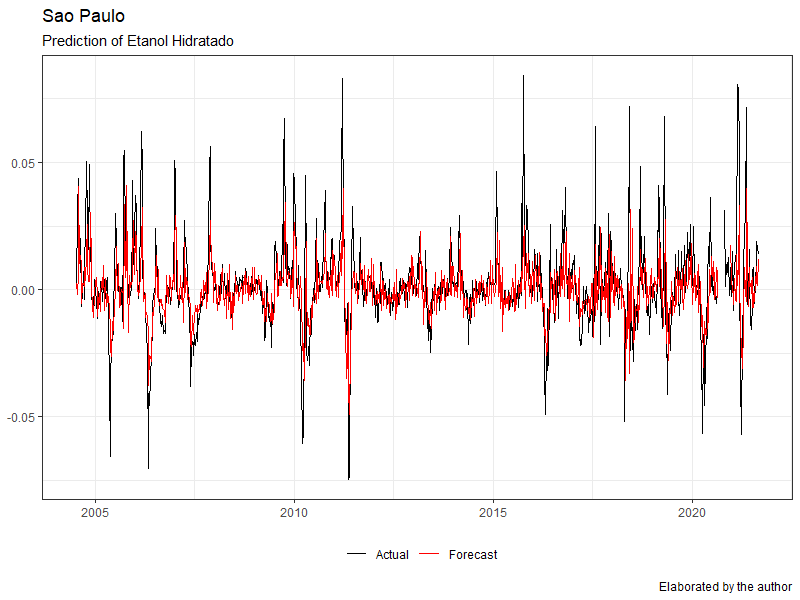 Sao Paulo
Prediction of Etanol Hidratado
0.05
0.00
-0.05
2005 2010 2015 2020
Actual Forecast
Elaborated by the author